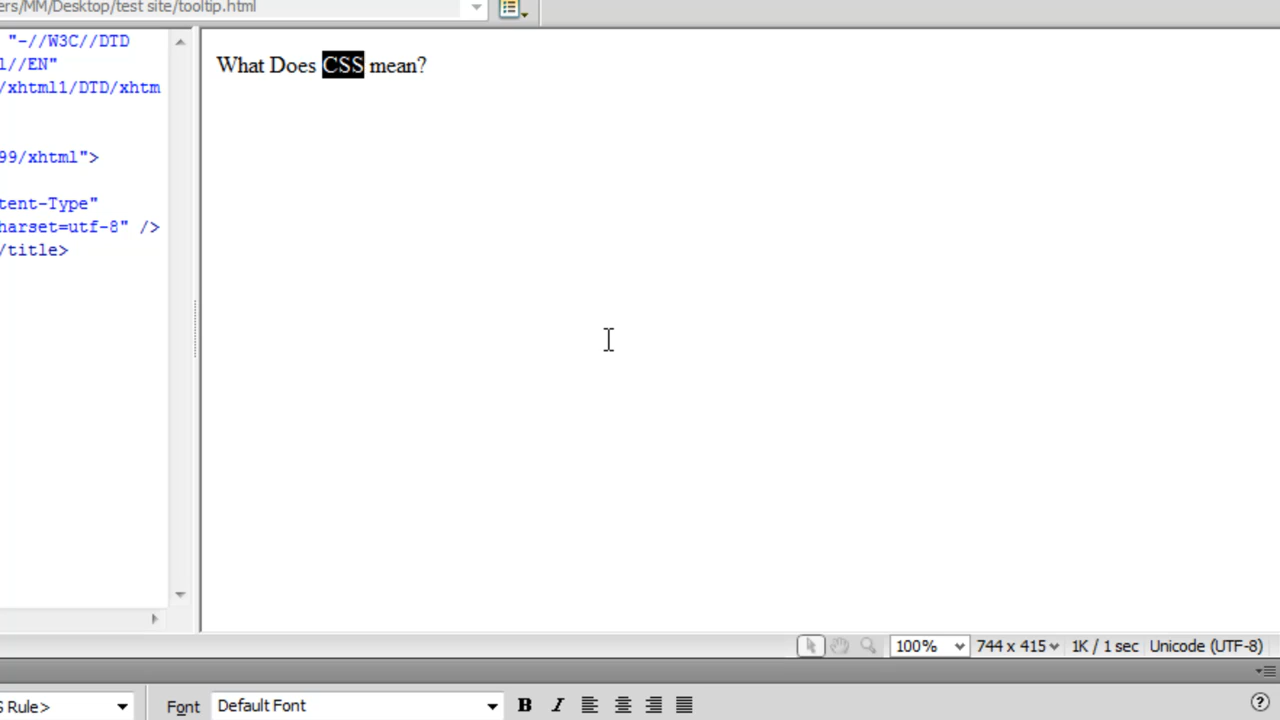 ers/MM/Desktop/test site/tooltip.html
"-//W3C//DTD
l//EN"
/xhtml1/DTD/xhtm
99/xhtml">
tent-Type"
harset=utf-8" />
/title>
What Does CSS mean?
100%
744 x 415
1K / 1 sec
Unicode (UTF-8)
S Rule>
Font
Default Font
B
I